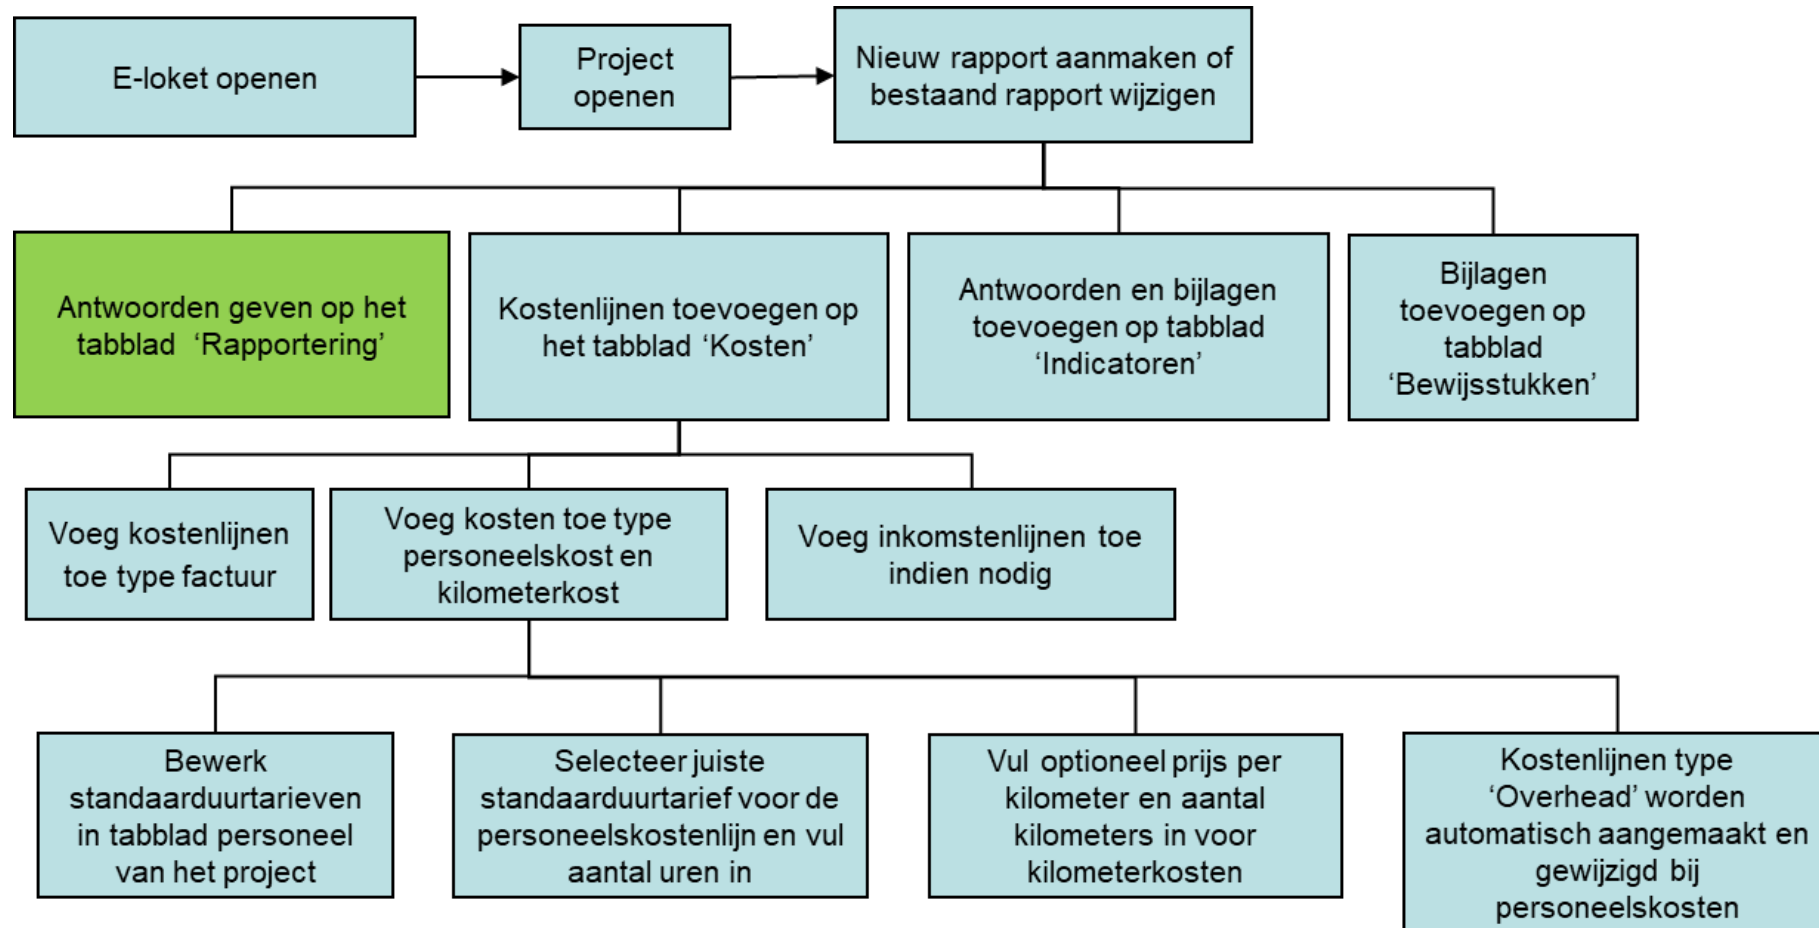 E-loket openen
Project
openen
Nieuw rapport aanmaken of
bestaand rapport wijzigen
Antwoorden geven op het
tabblad ‘Rapportering’
Kostenlijnen toevoegen op
het tabblad ‘Kosten’
Antwoorden en bijlagen
toevoegen op tabblad
‘Indicatoren’
Bijlagen
toevoegen op
tabblad
‘Bewijsstukken’
Voeg kostenlijnen
toe type factuur
Voeg kosten toe type
personeelskost en
kilometerkost
Voeg inkomstenlijnen toe
indien nodig
Bewerk
standaarduurtarieven
in tabblad personeel
van het project
Selecteer juiste
standaarduurtarief voor de
personeelskostenlijn en vul
aantal uren in
Vul optioneel prijs per
kilometer en aantal
kilometers in voor
kilometerkosten
Kostenlijnen type
‘Overhead’ worden
automatisch aangemaakt en
gewijzigd bij
personeelskosten